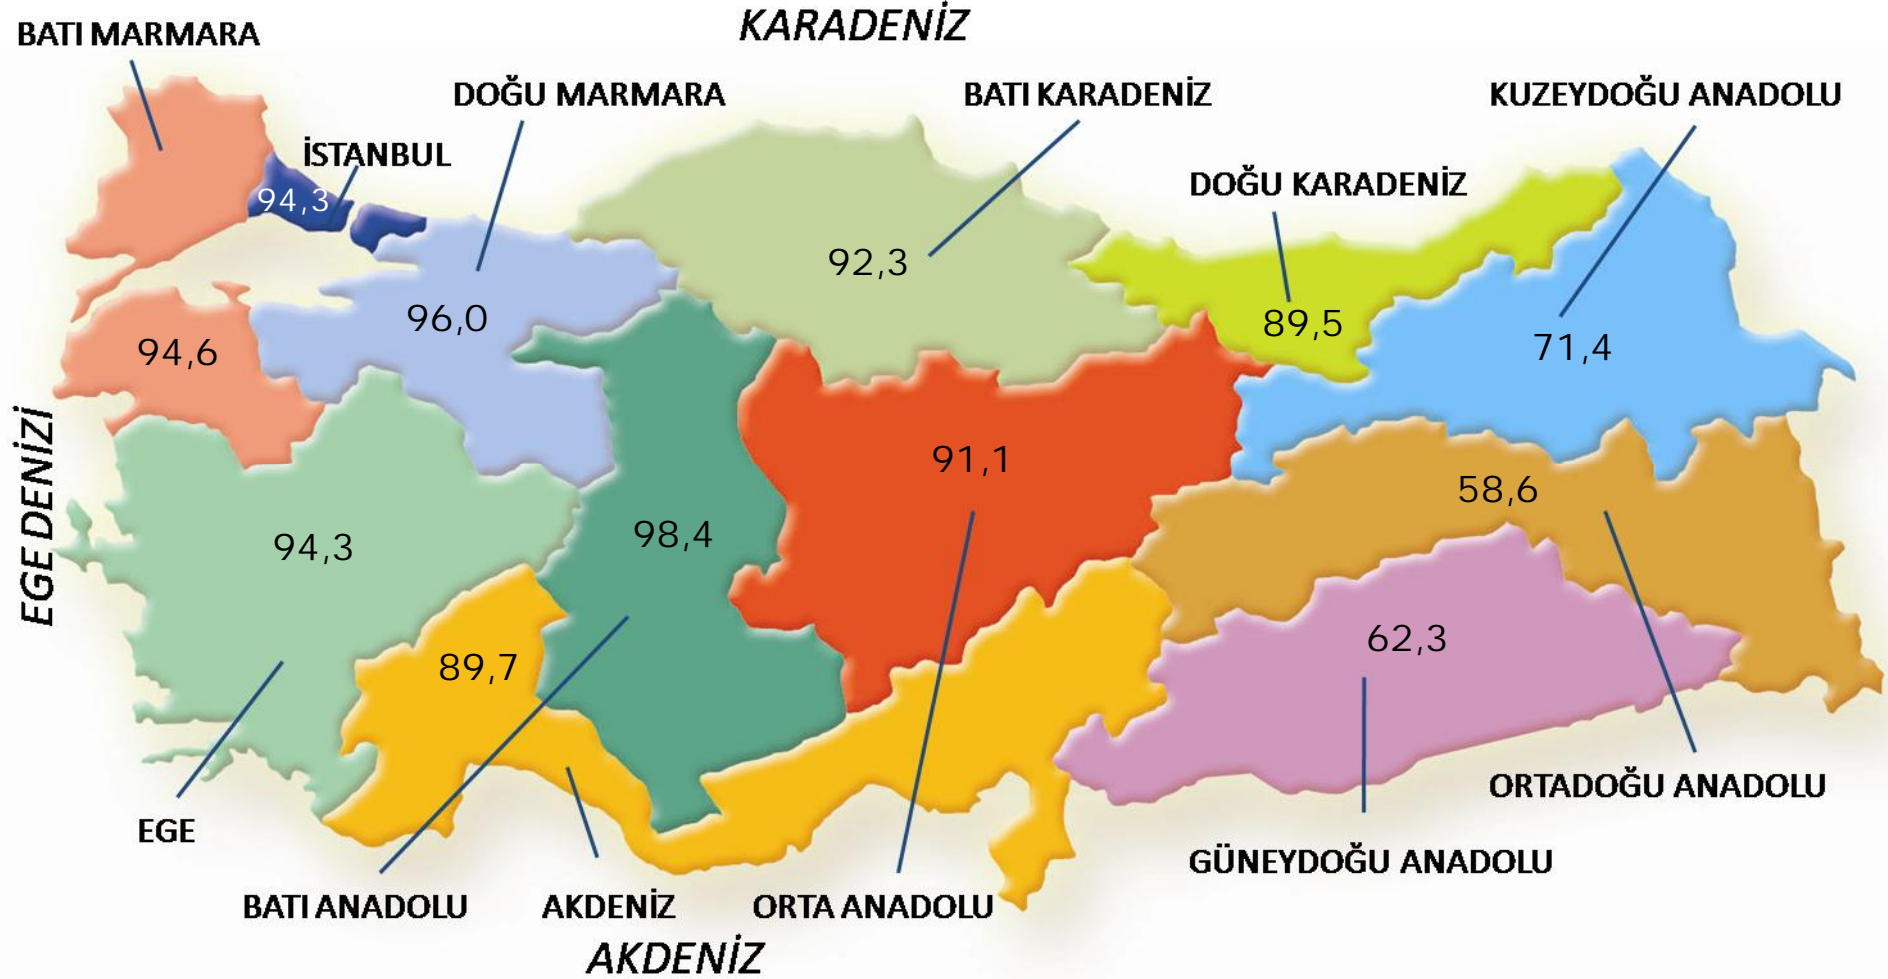 KARADENİZ
BATI MARMARA
DOĞU MARMARA
BATI KARADENİZ
KUZEYDOĞU ANADOLU
İSTANBUL
DOĞU KARADENİZ
94,3
92,3
96,0
89,5
71,4
94,6
EGE DENİZİ
91,1
58,6
98,4
94,3
62,3
89,7
ORTADOĞU ANADOLU
EGE
GÜNEYDOĞU ANADOLU
BATI ANADOLU
AKDENİZ
ORTA ANADOLU
AKDENİZ